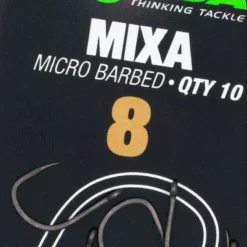 THINKING TACKLE
MIXA
MICRO BARBED • QTY 10
8